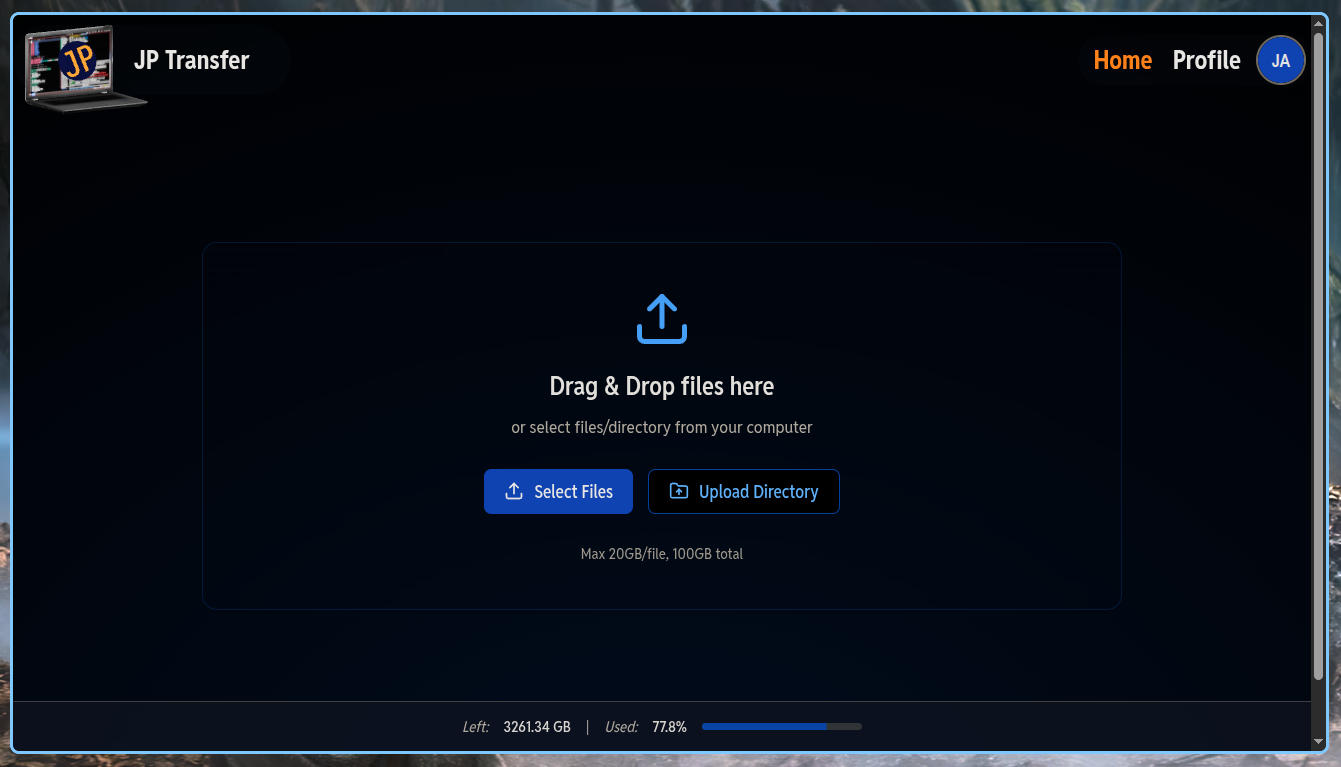 JP
JP Transfer
Home
Profile
JA
Drag & Drop files here
or select files/directory from your computer
Select Files
Upload Directory
Max 20GB/file, 100GB total
Left: 3261.34 GB | Used: 77.8%